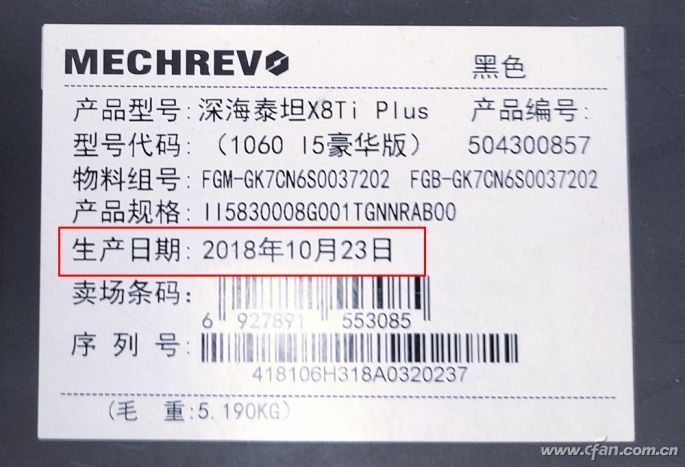 MECHREVO
黑色
产品型号:深海泰坦X8Ti Plus 产品编号:
型号代码: (1060 I5豪华版) 504300857
物料组号:FGM-GK7CN6S0037202 FGB-GK7CN6S0037202
产品规格:II5830008G001TGNNRAB00
生产日期:2018年10月23日
卖场条码:
6 927891 553085
序列号:
418106H318A0320237
(毛 重:5.190KG)
www.cfan.com.cn